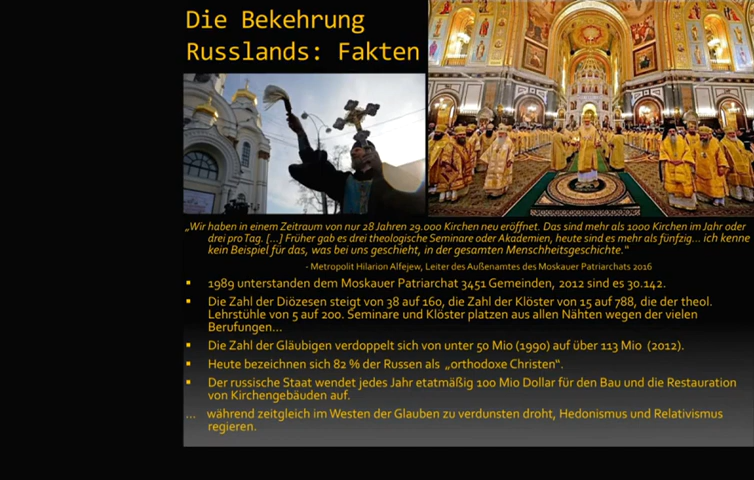 Die Bekehrung
Russlands: Fakten
„Wir haben in einem Zeitraum von nur 28 Jahren 29.000 Kirchen neu eröffnet. Das sind mehr als 1000 Kirchen im Jahr oder
drei pro Tag. [...] Früher gab es drei theologische Seminare oder Akademien, heute sind es mehr als fünfzig... ich kenne
kein Beispiel für das, was bei uns geschieht, in der gesamten Menschheitsgeschichte.“
- Metropolit Hilarion Alfejew, Leiter des Außenamtes des Moskauer Patriarchats 2016
▪ 1989 unterstanden dem Moskauer Patriarchat 3451 Gemeinden, 2012 sind es 30.142.
▪ Die Zahl der Diözesen steigt von 38 auf 160, die Zahl der Klöster von 15 auf 788, die der theol.
Lehrstühle von 5 auf 200. Seminare und Klöster platzen aus allen Nähten wegen der vielen
Berufungen...
▪ Die Zahl der Gläubigen verdoppelt sich von unter 50 Mio (1990) auf über 113 Mio (2012).
▪ Heute bezeichnen sich 82 % der Russen als „orthodoxe Christen“.
▪ Der russische Staat wendet jedes Jahr etatmäßig 100 Mio Dollar für den Bau und die Restauration
von Kirchengebäuden auf.
... während zeitgleich im Westen der Glauben zu verdunsten droht, Hedonismus und Relativismus
regieren.